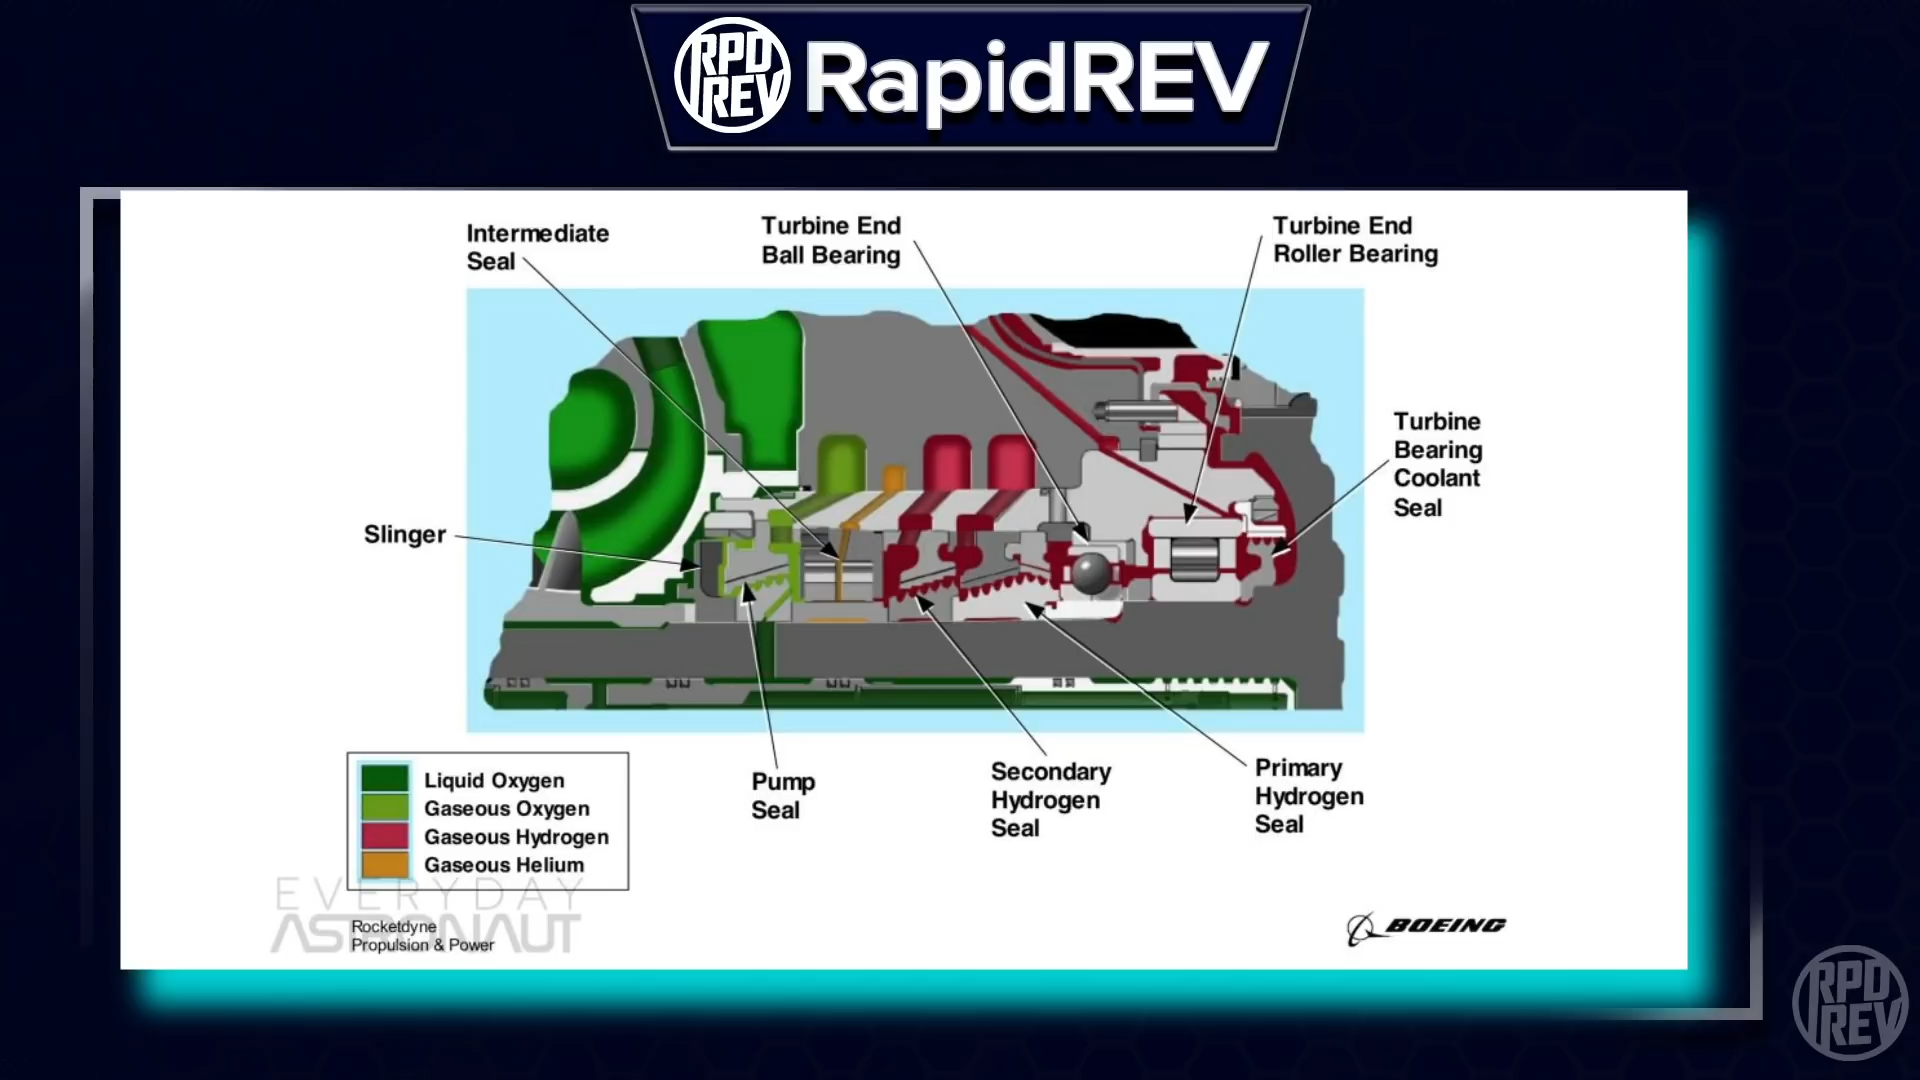 RPD
REV
RapidREV
Intermediate
Seal
Turbine End
Ball Bearing
Turbine End
Roller Bearing
Turbine
Bearing
Coolant
Seal
Slinger
Pump
Seal
Secondary
Hydrogen
Seal
Primary
Hydrogen
Seal
Liquid Oxygen
Gaseous Oxygen
Gaseous Hydrogen
Gaseous Helium
EVERYDAY
ASTRONAUT
Rocketdyne
Propulsion & Power
BOEING
RPD
REV